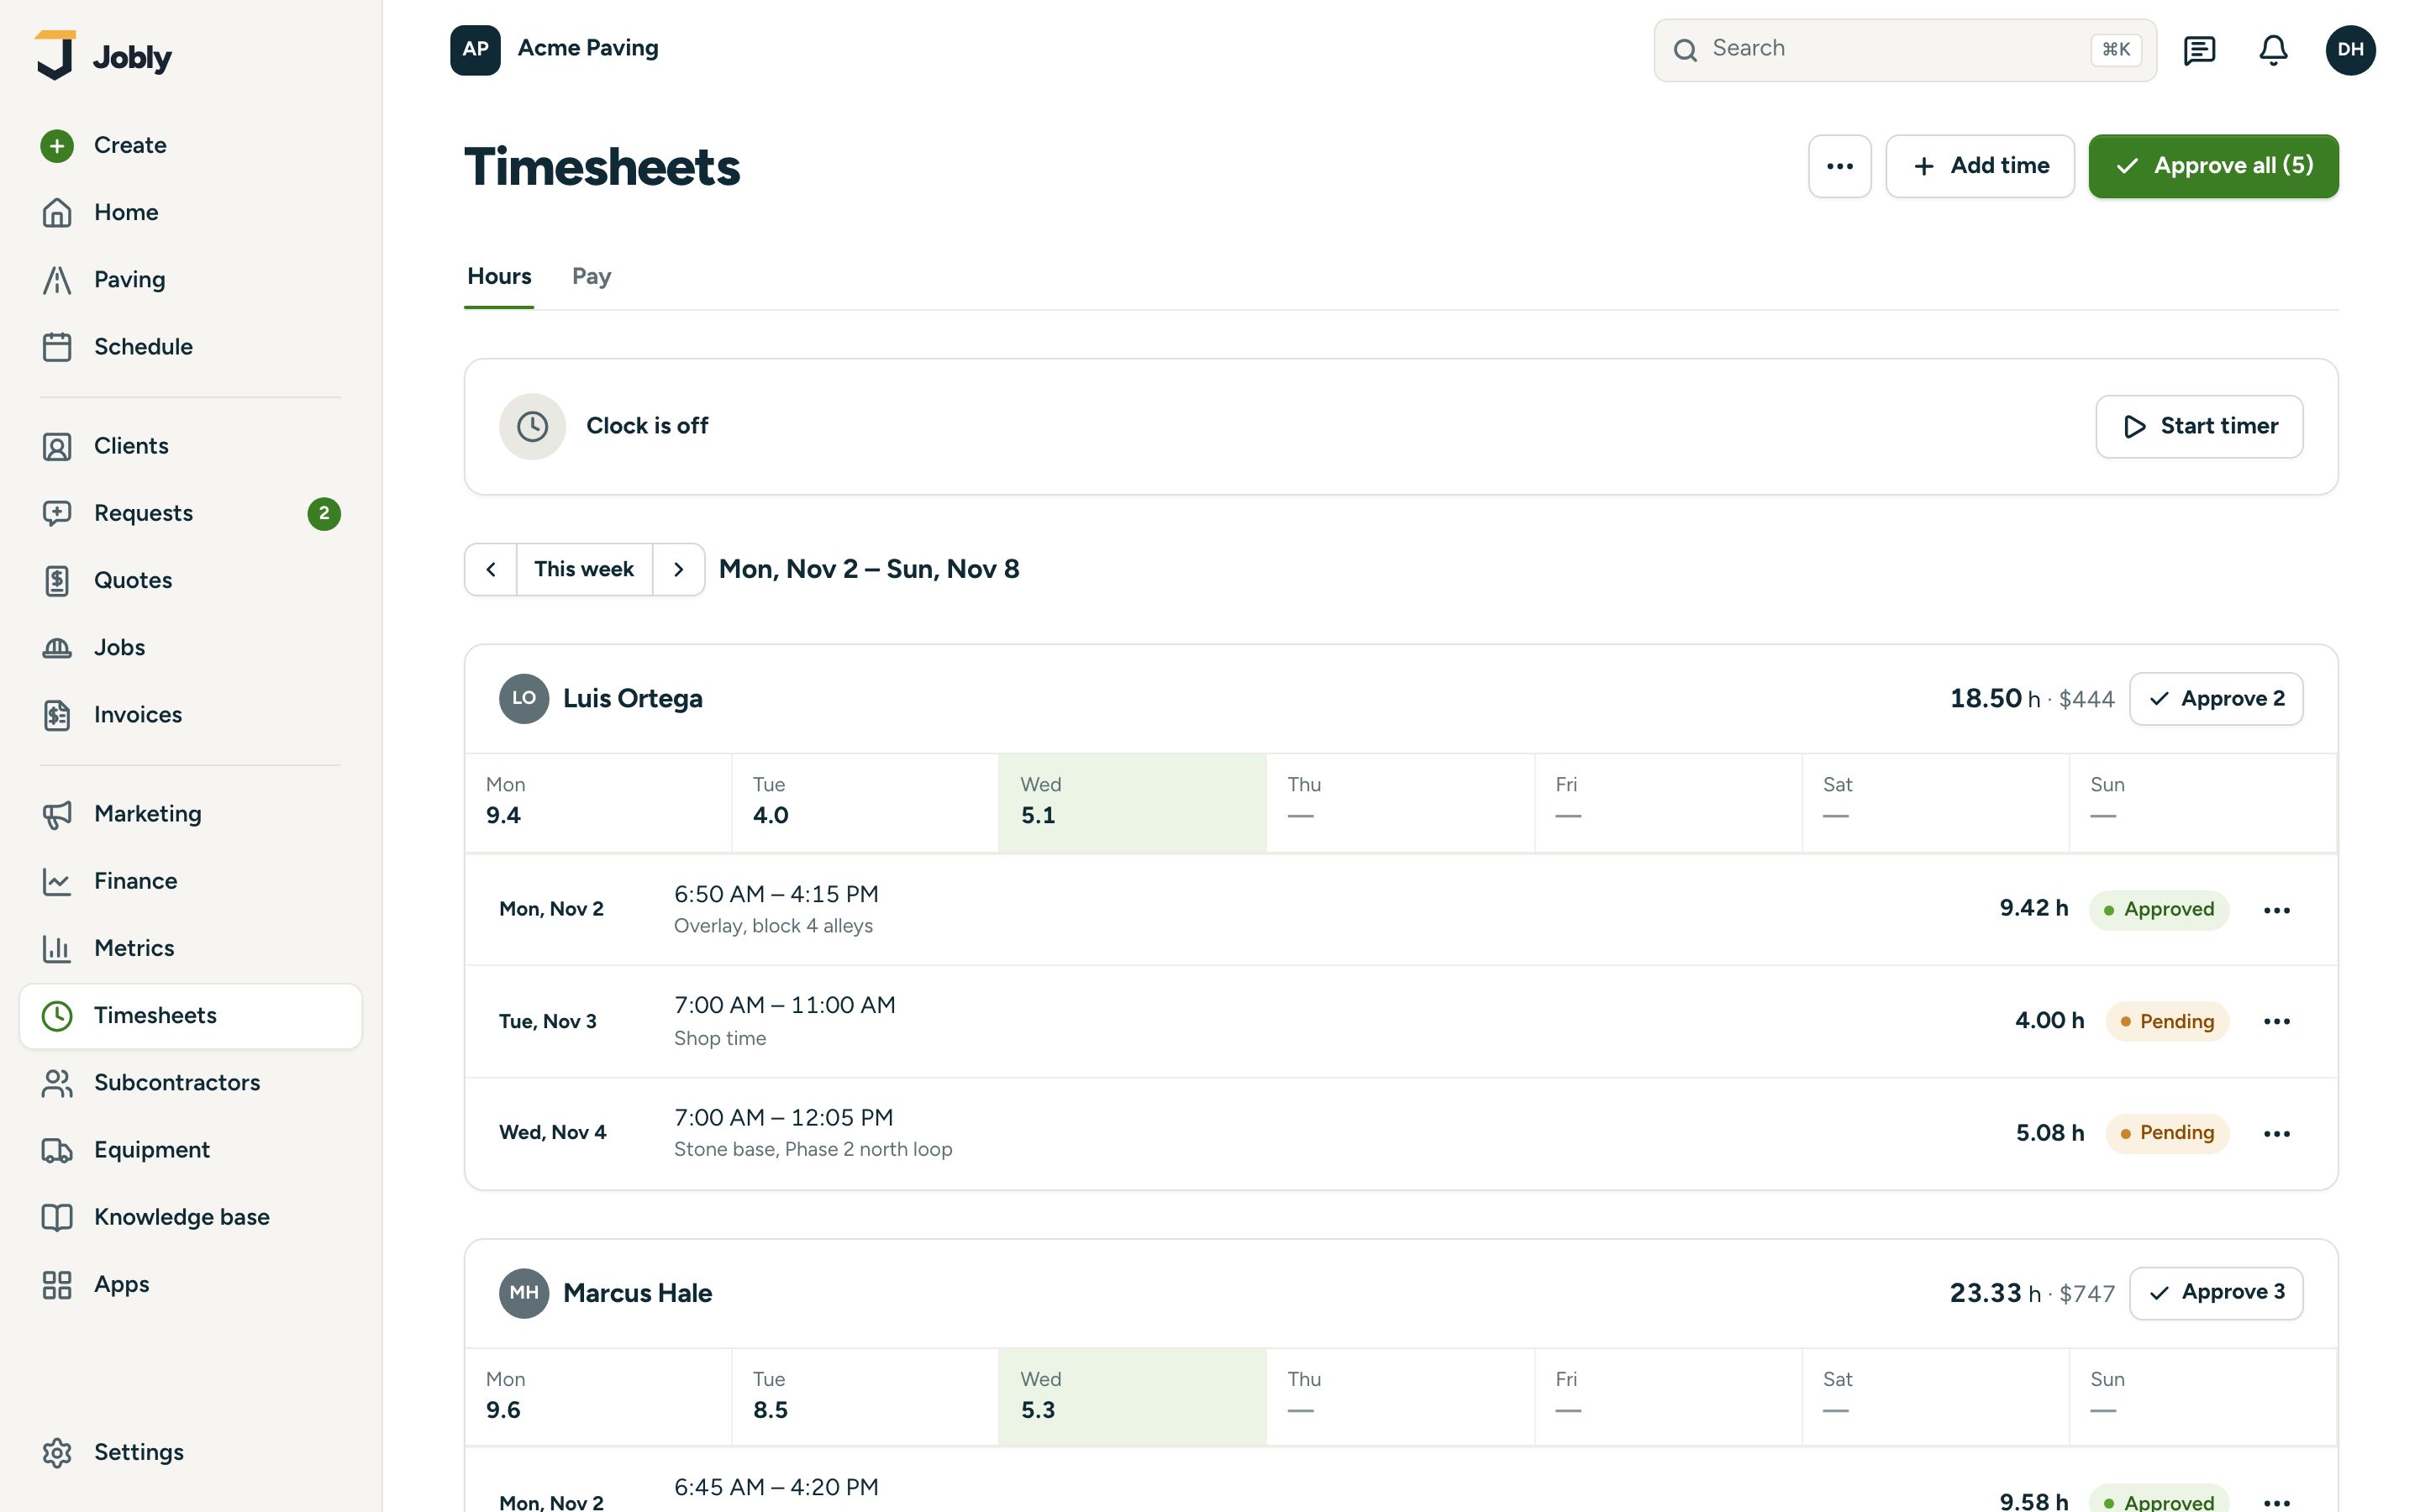 Jobly
Create
Home
Paving
Schedule
Clients
Requests 2
Quotes
Jobs
Invoices
Marketing
Finance
Metrics
Timesheets
Subcontractors
Equipment
Knowledge base
Apps
Settings
AP Acme Paving
Search ⌘K
DH
Timesheets
Add time
Approve all (5)
Hours Pay
Clock is off
Start timer
This week
Mon, Nov 2 – Sun, Nov 8
LO Luis Ortega
18.50 h · $444
Approve 2
Mon Tue Wed Thu Fri Sat Sun
9.4 4.0 5.1 — — — —
Mon, Nov 2
6:50 AM – 4:15 PM
Overlay, block 4 alleys
9.42 h Approved
Tue, Nov 3
7:00 AM – 11:00 AM
Shop time
4.00 h Pending
Wed, Nov 4
7:00 AM – 12:05 PM
Stone base, Phase 2 north loop
5.08 h Pending
MH Marcus Hale
23.33 h · $747
Approve 3
Mon Tue Wed Thu Fri Sat Sun
9.6 8.5 5.3 — — — —
Mon, Nov 2
6:45 AM – 4:20 PM
9.58 h Approved